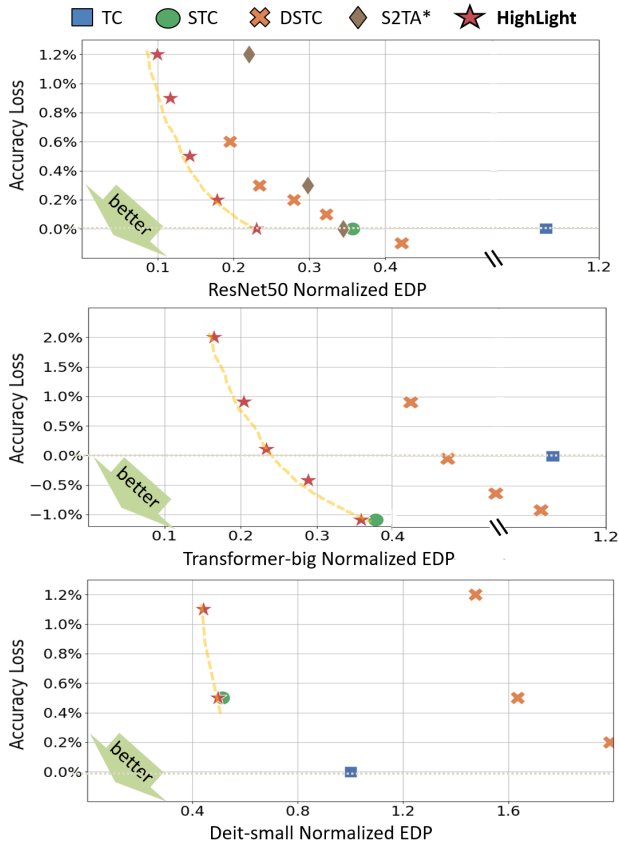 TC STC DSTC S2TA* HighLight
Accuracy Loss
1.2%
1.0%
0.8%
0.6%
0.4%
0.2%
0.0%
better
0.1 0.2 0.3 0.4 1.2
ResNet50 Normalized EDP
Accuracy Loss
2.0%
1.5%
1.0%
0.5%
0.0%
−0.5%
−1.0%
better
0.1 0.2 0.3 0.4 1.2
Transformer-big Normalized EDP
Accuracy Loss
1.2%
1.0%
0.8%
0.6%
0.4%
0.2%
0.0%
better
0.4 0.8 1.2 1.6
Deit-small Normalized EDP